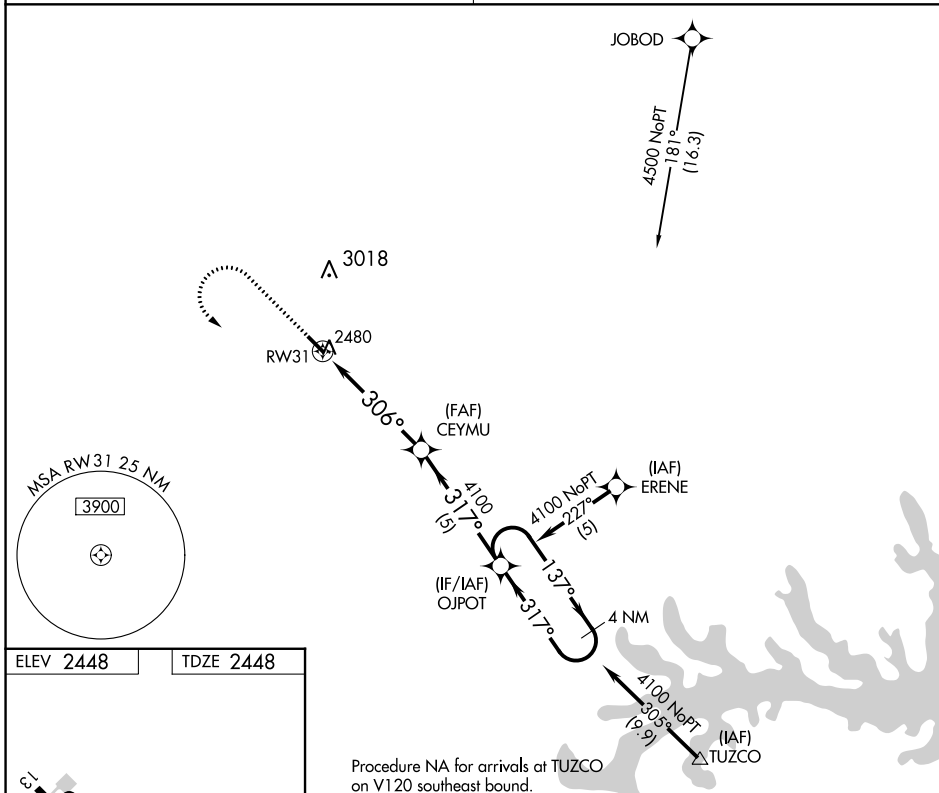 JOBOD
4500 NoPT
181°
(16.3)
3018
2480
RW31
306°
(FAF)
CEYMU
MSA RW31 25 NM
3900
4100
317°
(5)
4100 NoPT
227°
(5)
(IAF)
ERENE
(IF/IAF)
OJPOT
137°
317°
4 NM
ELEV 2448
TDZE 2448
4100 NoPT
305°
(9.9)
(IAF)
TUZCO
Procedure NA for arrivals at TUZCO
on V120 southeast bound.
13